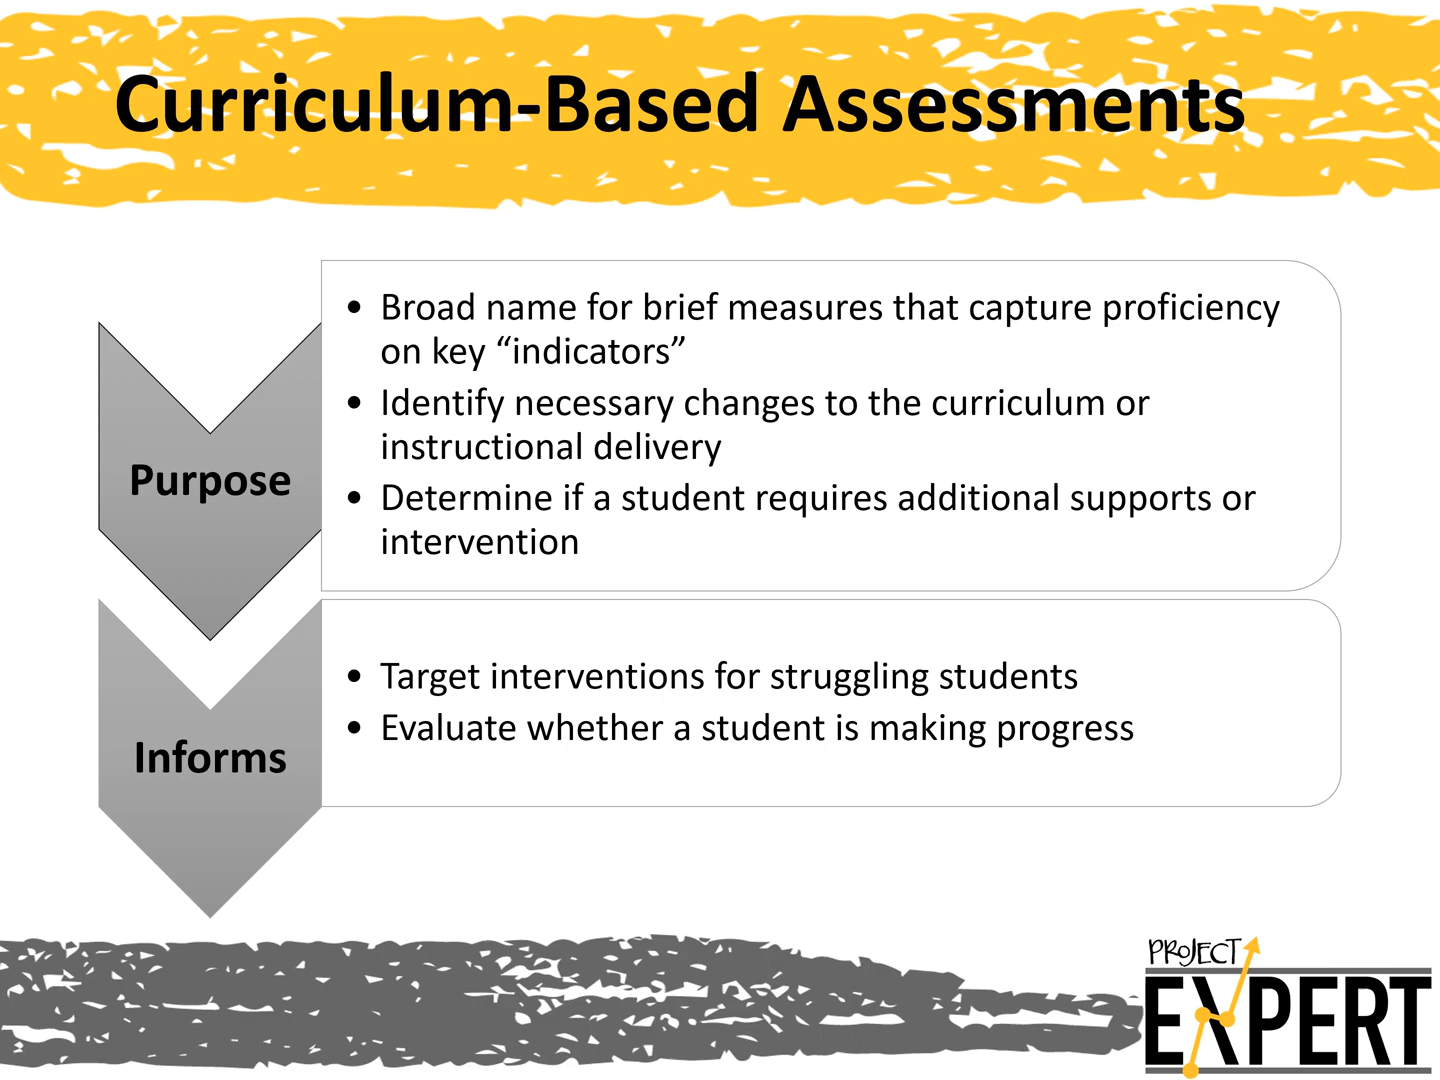 Curriculum-Based Assessments
Purpose
• Broad name for brief measures that capture proficiency
on key “indicators”
• Identify necessary changes to the curriculum or
instructional delivery
• Determine if a student requires additional supports or
intervention
Informs
• Target interventions for struggling students
• Evaluate whether a student is making progress
PROJECT
EXPERT